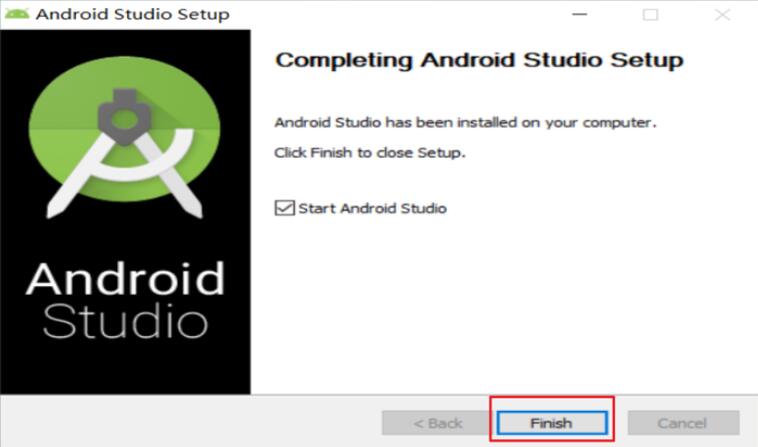 Android Studio Setup
Completing Android Studio Setup
Android Studio has been installed on your computer.
Click Finish to close Setup.
Start Android Studio
Android
Studio
< Back
Finish
Cancel